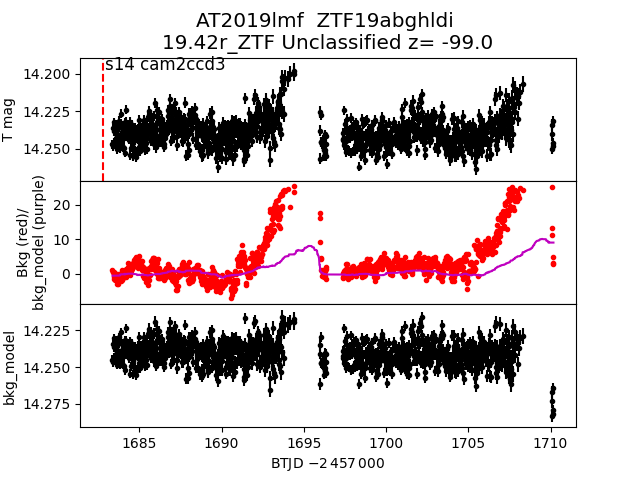 AT2019lmf  ZTF19abghldi
19.42r_ZTF Unclassified z= -99.0
s14 cam2ccd3
T mag
14.200
14.225
14.250
Bkg (red)/
bkg_model (purple)
20
10
0
bkg_model
14.225
14.250
14.275
1685
1690
1695
1700
1705
1710
BTJD −2 457 000